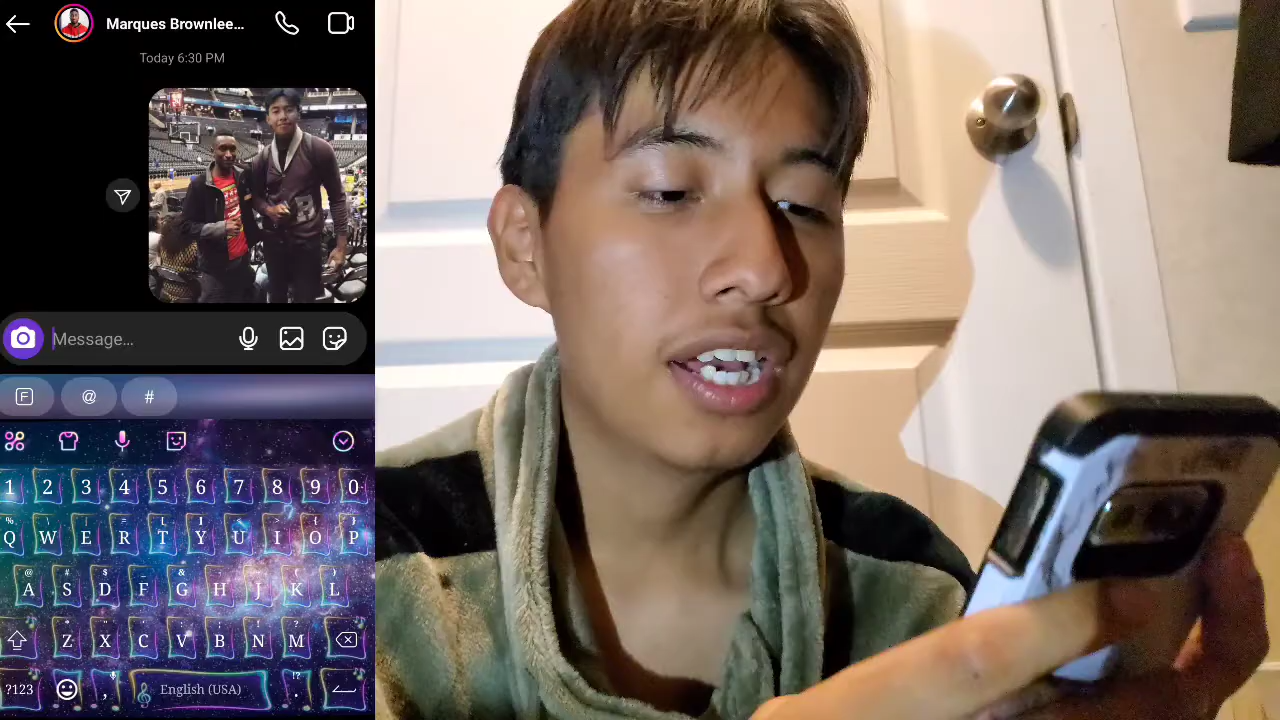 Marques Brownlee...
Today 6:30 PM
Message...
F
@
#
1 2 3 4 5 6 7 8 9 0
Q W E R T Y U I O P
A S D F G H J K L
Z X C V B N M
?123 , English (USA) .